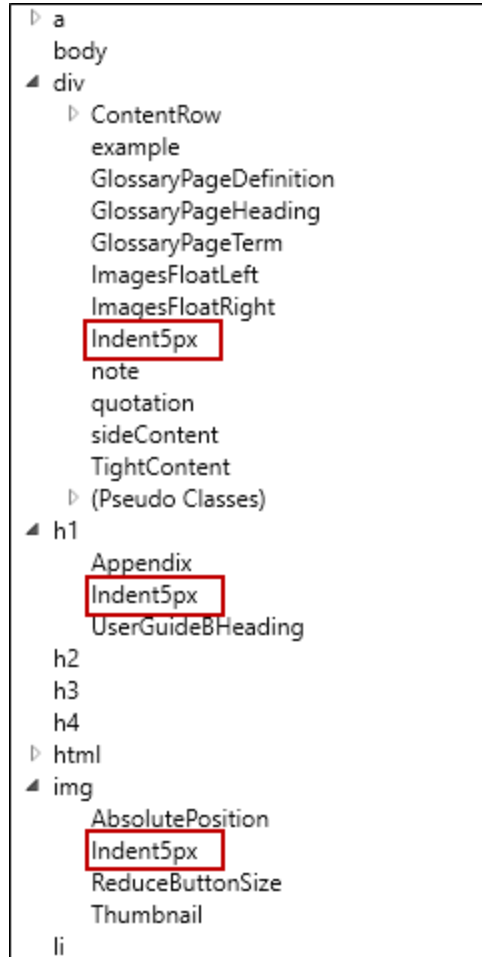 a
body
div
ContentRow
example
GlossaryPageDefinition
GlossaryPageHeading
GlossaryPageTerm
ImagesFloatLeft
ImagesFloatRight
Indent5px
note
quotation
sideContent
TightContent
(Pseudo Classes)
h1
Appendix
Indent5px
UserGuideBHeading
h2
h3
h4
html
img
AbsolutePosition
Indent5px
ReduceButtonSize
Thumbnail
li